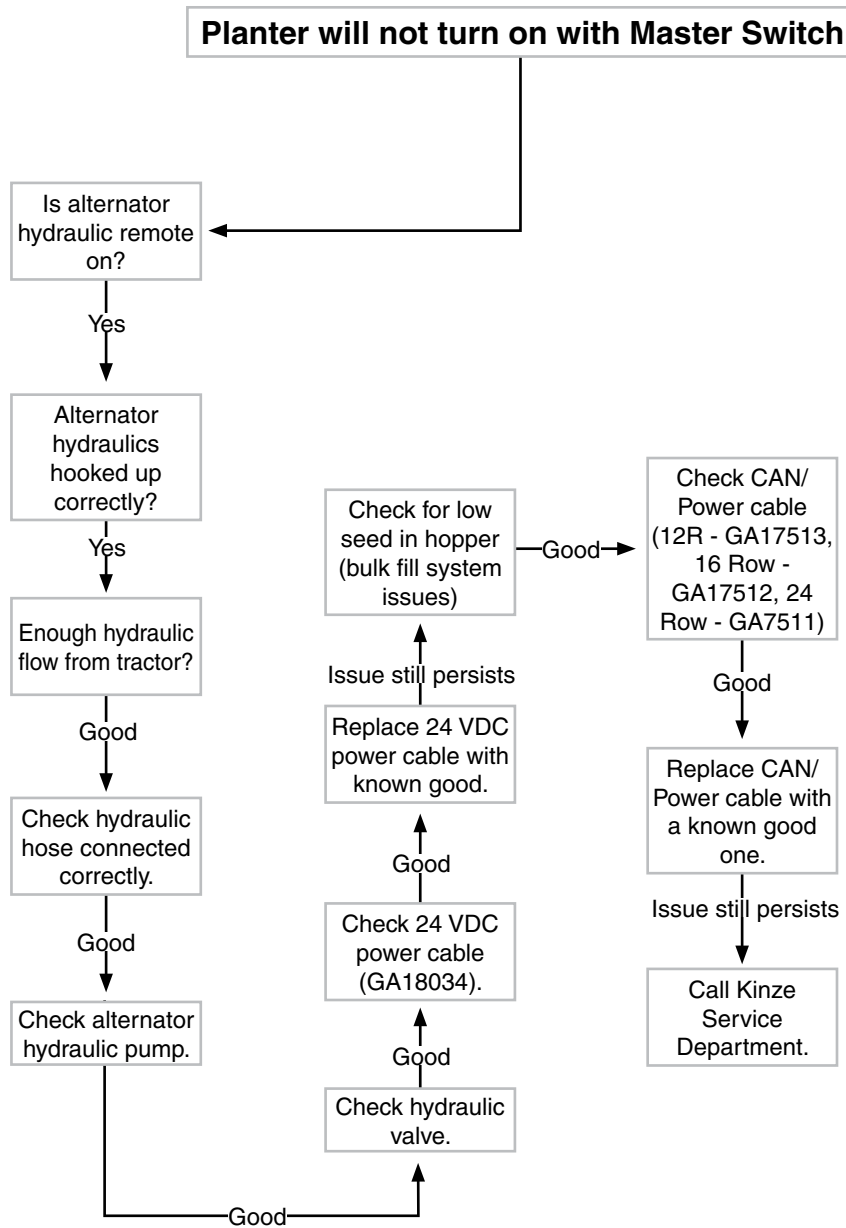 Planter will not turn on with Master Switch
Is alternator
hydraulic remote
on?
Yes
Alternator
hydraulics
hooked up
correctly?
Yes
Enough hydraulic
flow from tractor?
Good
Check hydraulic
hose connected
correctly.
Good
Check alternator
hydraulic pump.
Good
Check hydraulic
valve.
Good
Check 24 VDC
power cable
(GA18034).
Good
Replace 24 VDC
power cable with
known good.
Issue still persists
Check for low
seed in hopper
(bulk fill system
issues)
Good
Check CAN/
Power cable
(12R - GA17513,
16 Row -
GA17512, 24
Row - GA7511)
Good
Replace CAN/
Power cable with
a known good
one.
Issue still persists
Call Kinze
Service
Department.